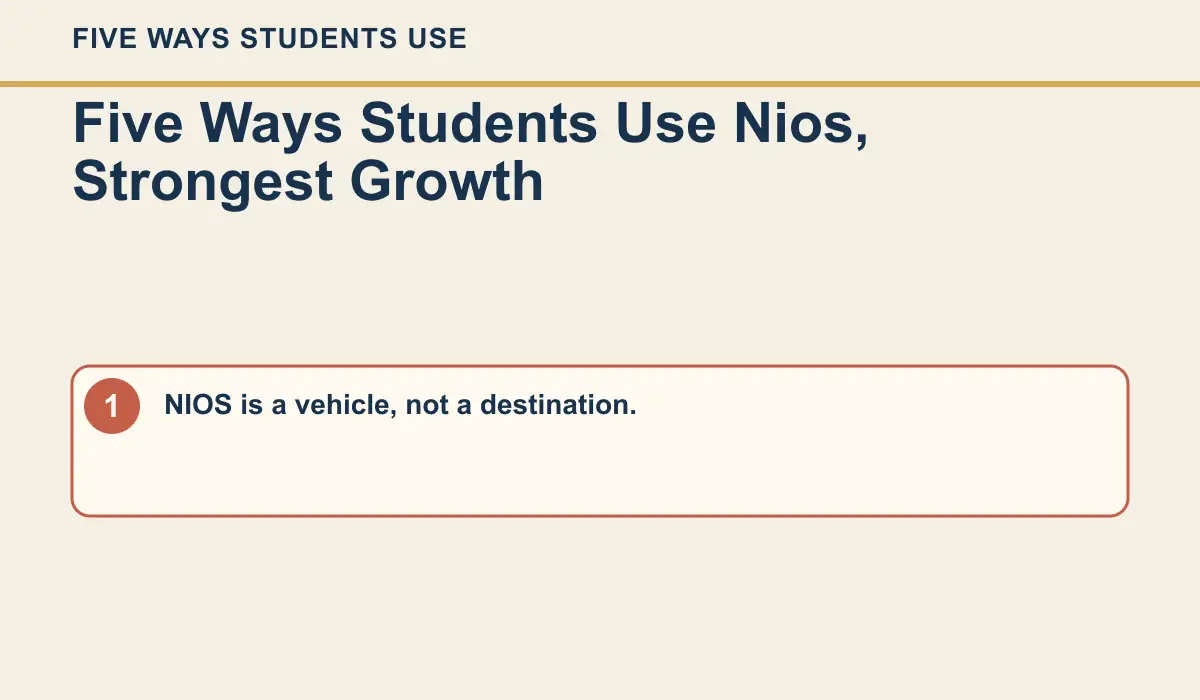 FIVE WAYS STUDENTS USE
Five Ways Students Use Nios,
Strongest Growth
1 NIOS is a vehicle, not a destination.